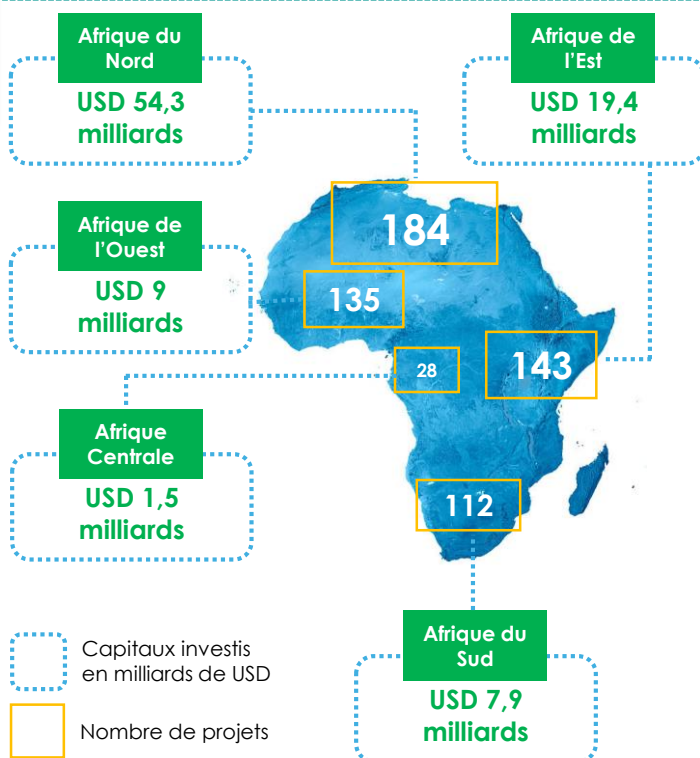 Afrique du
Nord
USD 54,3
milliards
Afrique de
l'Est
USD 19,4
milliards
184
Afrique de
l'Ouest
USD 9
milliards
135
28
143
Afrique
Centrale
USD 1,5
milliards
112
Afrique du
Sud
USD 7,9
milliards
Capitaux investis
en milliards de USD
Nombre de projets